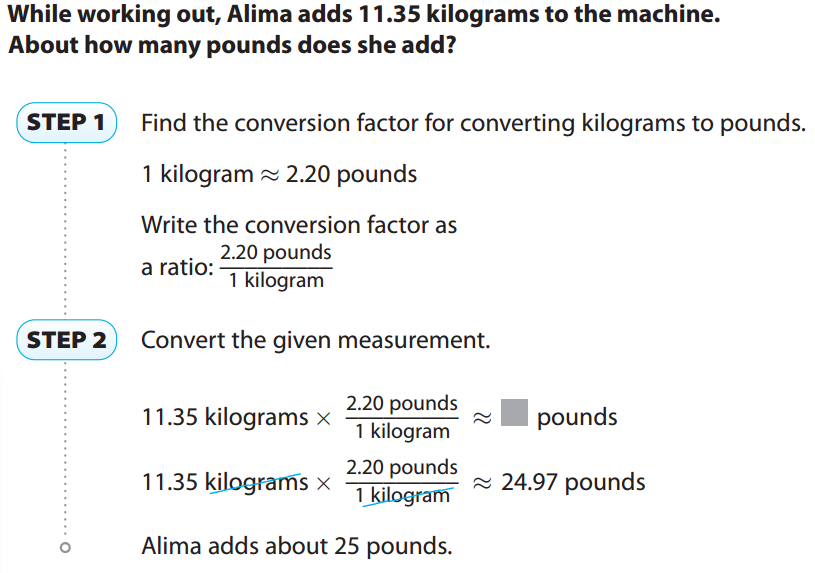 While working out, Alima adds 11.35 kilograms to the machine.
About how many pounds does she add?
STEP 1
Find the conversion factor for converting kilograms to pounds.
1 kilogram ≈ 2.20 pounds
Write the conversion factor as
a ratio: 2.20 pounds / 1 kilogram
STEP 2
Convert the given measurement.
11.35 kilograms × 2.20 pounds / 1 kilogram ≈ ■ pounds
11.35 kilograms × 2.20 pounds / 1 kilogram ≈ 24.97 pounds
Alima adds about 25 pounds.